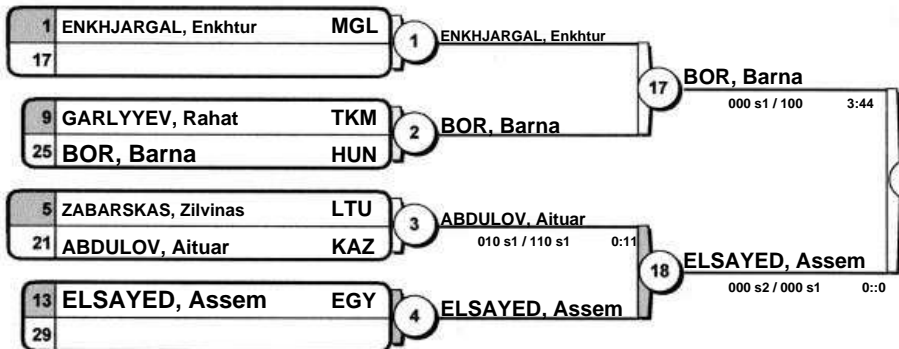 1 ENKHJARGAL, Enkhtur MGL
17
1
ENKHJARGAL, Enkhtur
9 GARLYYEV, Rahat TKM
25 BOR, Barna HUN
2
BOR, Barna
17
BOR, Barna
000 s1 / 100 3:44
5 ZABARSKAS, Zilvinas LTU
21 ABDULOV, Aituar KAZ
3
ABDULOV, Aituar
010 s1 / 110 s1 0:11
13 ELSAYED, Assem EGY
29
4
ELSAYED, Assem
18
ELSAYED, Assem
000 s2 / 000 s1 0::0